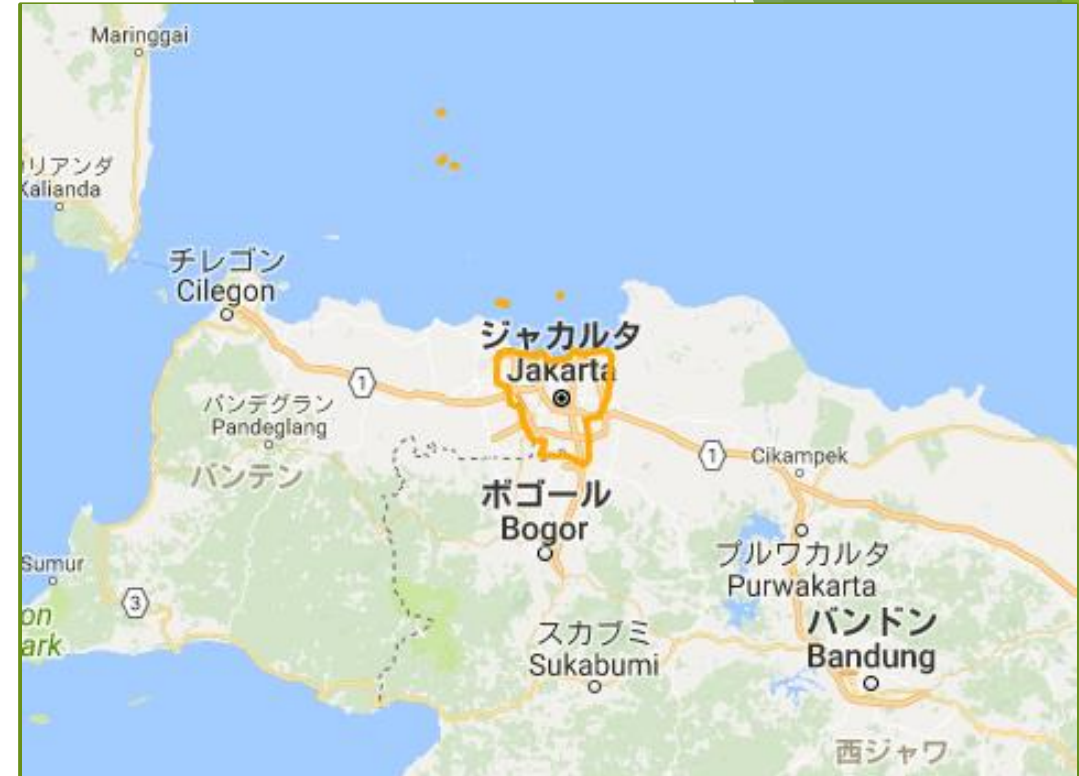 Maringgai
リアンダ
Kalianda
チレゴン
Cilegon
ジャカルタ
Jakarta
1
パンデグラン
Pandeglang
バンテン
1
Cikampek
ボゴール
Bogor
プルワカルタ
Purwakarta
Sumur
3
on
ark
スカブミ
Sukabumi
バンドン
Bandung
西ジャワ